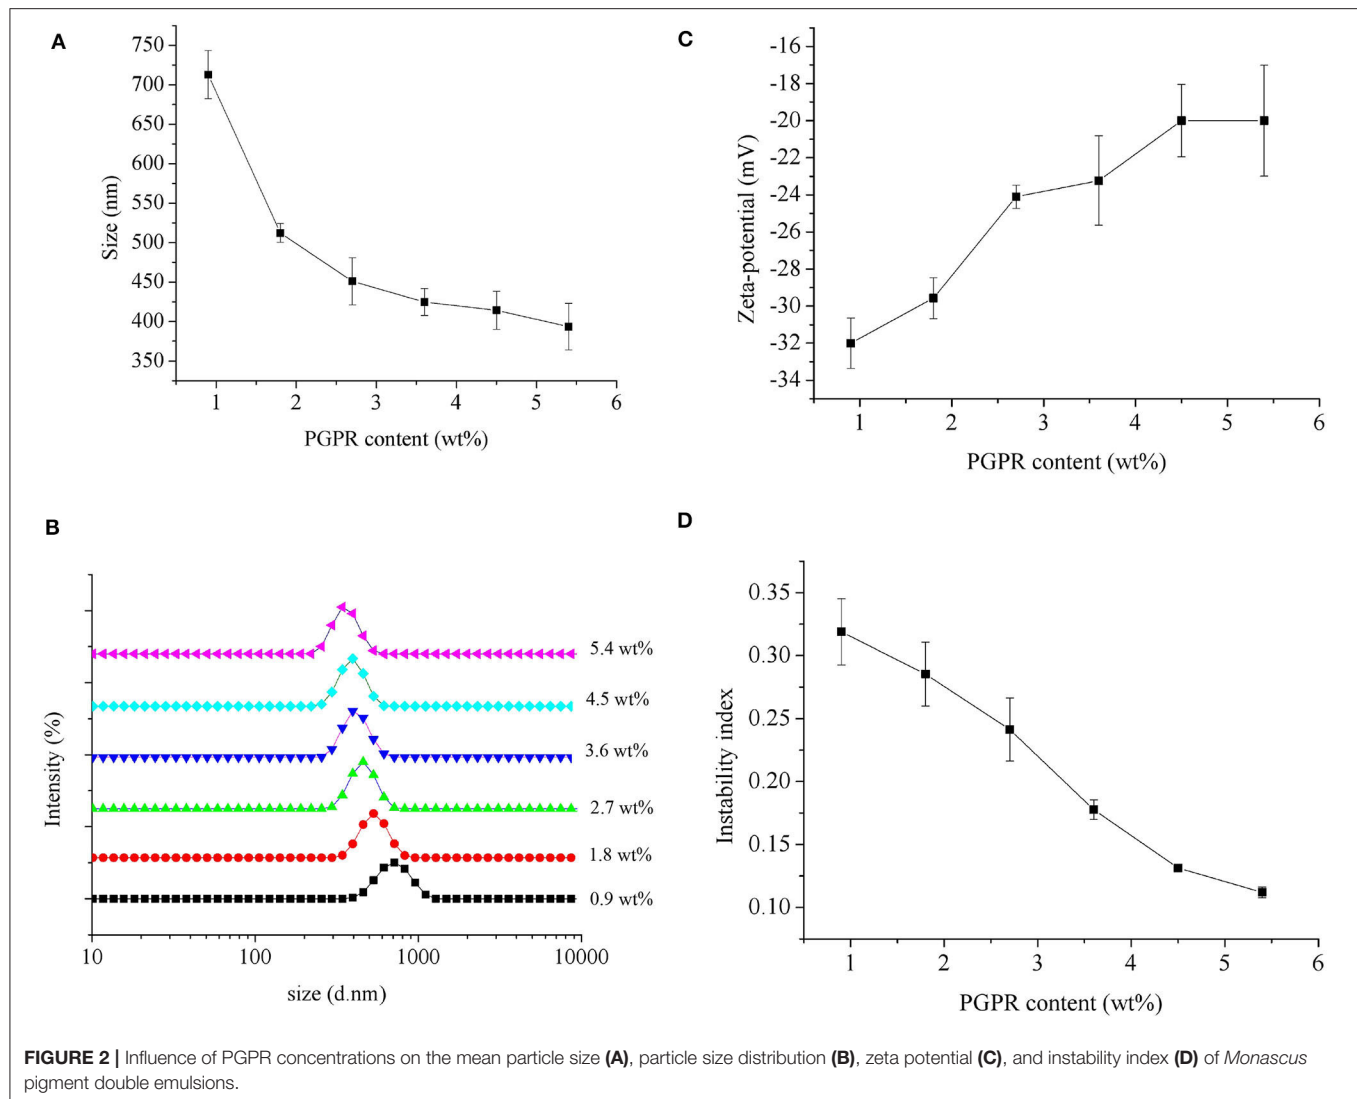 A
750
700
650
600
550
500
450
400
350
Size (nm)
1 2 3 4 5 6
PGPR content (wt%)
C
-16
-18
-20
-22
-24
-26
-28
-30
-32
-34
Zeta-potential (mV)
1 2 3 4 5 6
PGPR content (wt%)
B
Intensity (%)
5.4 wt%
4.5 wt%
3.6 wt%
2.7 wt%
1.8 wt%
0.9 wt%
10 100 1000 10000
size (d.nm)
D
0.35
0.30
0.25
0.20
0.15
0.10
Instability index
1 2 3 4 5 6
PGPR content (wt%)
FIGURE 2 | Influence of PGPR concentrations on the mean particle size (A), particle size distribution (B), zeta potential (C), and instability index (D) of Monascus
pigment double emulsions.